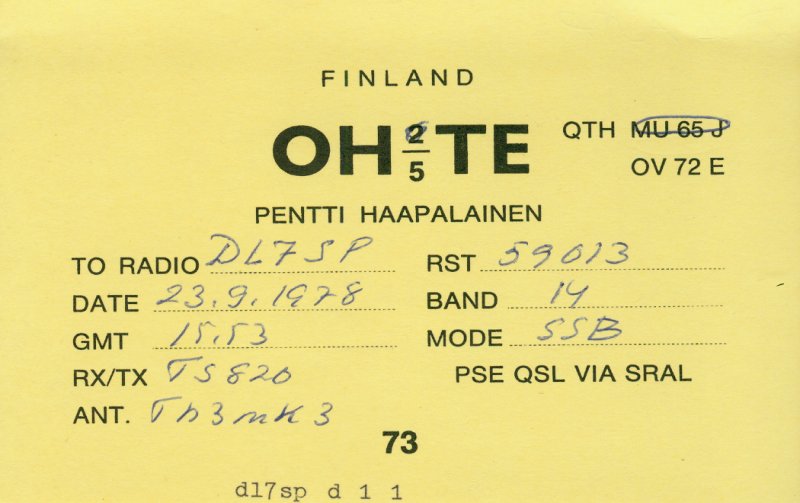 FINLAND
OH 2/5 TE QTH MU 65 J
OV 72 E
PENTTI HAAPALAINEN
TO RADIO DL7SP RST 59013
DATE 23.9.1978 BAND 14
GMT 15.53 MODE SSB
RX/TX TS820 PSE QSL VIA SRAL
ANT. Th3mK3
73
dl7sp d 1 1